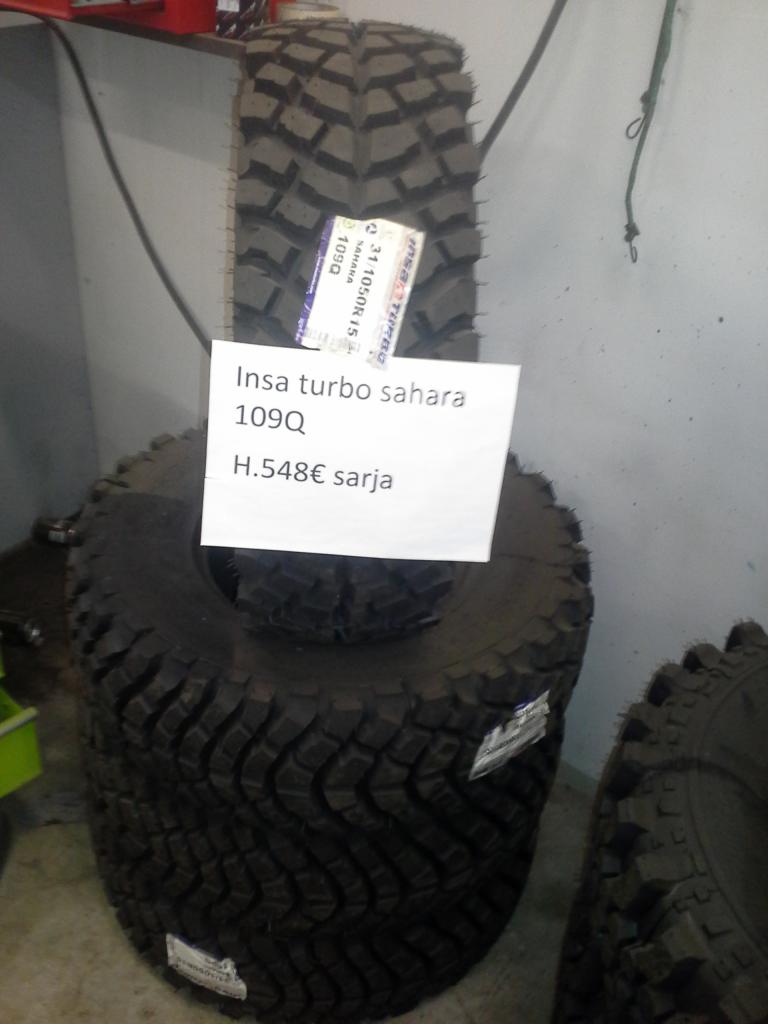 insa TURBO
31/1050R15
SAHARA
109Q
Insa turbo sahara
109Q
H.548€ sarja